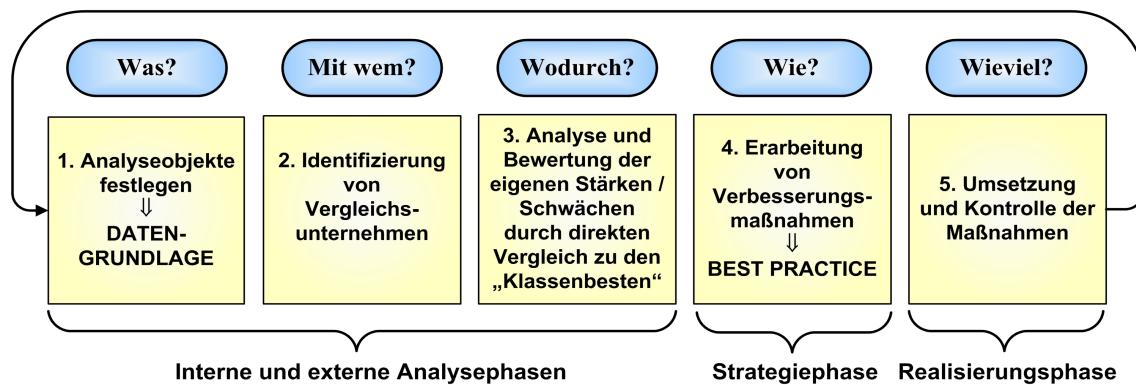 Was?
Mit wem?
Wodurch?
Wie?
Wieviel?
1. Analyseobjekte
festlegen
⇓
DATEN-
GRUNDLAGE
2. Identifizierung
von
Vergleichs-
unternehmen
3. Analyse und
Bewertung der
eigenen Stärken /
Schwächen
durch direkten
Vergleich zu den
„Klassenbesten“
4. Erarbeitung
von
Verbesserungs-
maßnahmen
⇓
BEST PRACTICE
5. Umsetzung
und Kontrolle der
Maßnahmen
Interne und externe Analysephasen
Strategiephase
Realisierungsphase